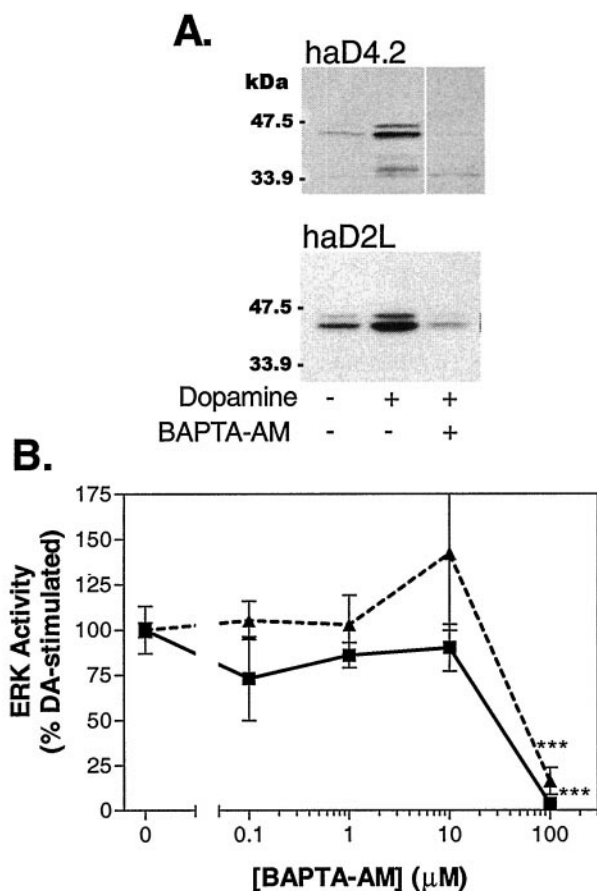 A.
haD4.2
kDa
47.5 -
33.9 -
haD2L
47.5 -
33.9 -
Dopamine - + +
BAPTA-AM - - +
B.
175
150
125
100
75
50
25
0
ERK Activity
(% DA-stimulated)
***
***
0 0.1 1 10 100
[BAPTA-AM] (μM)